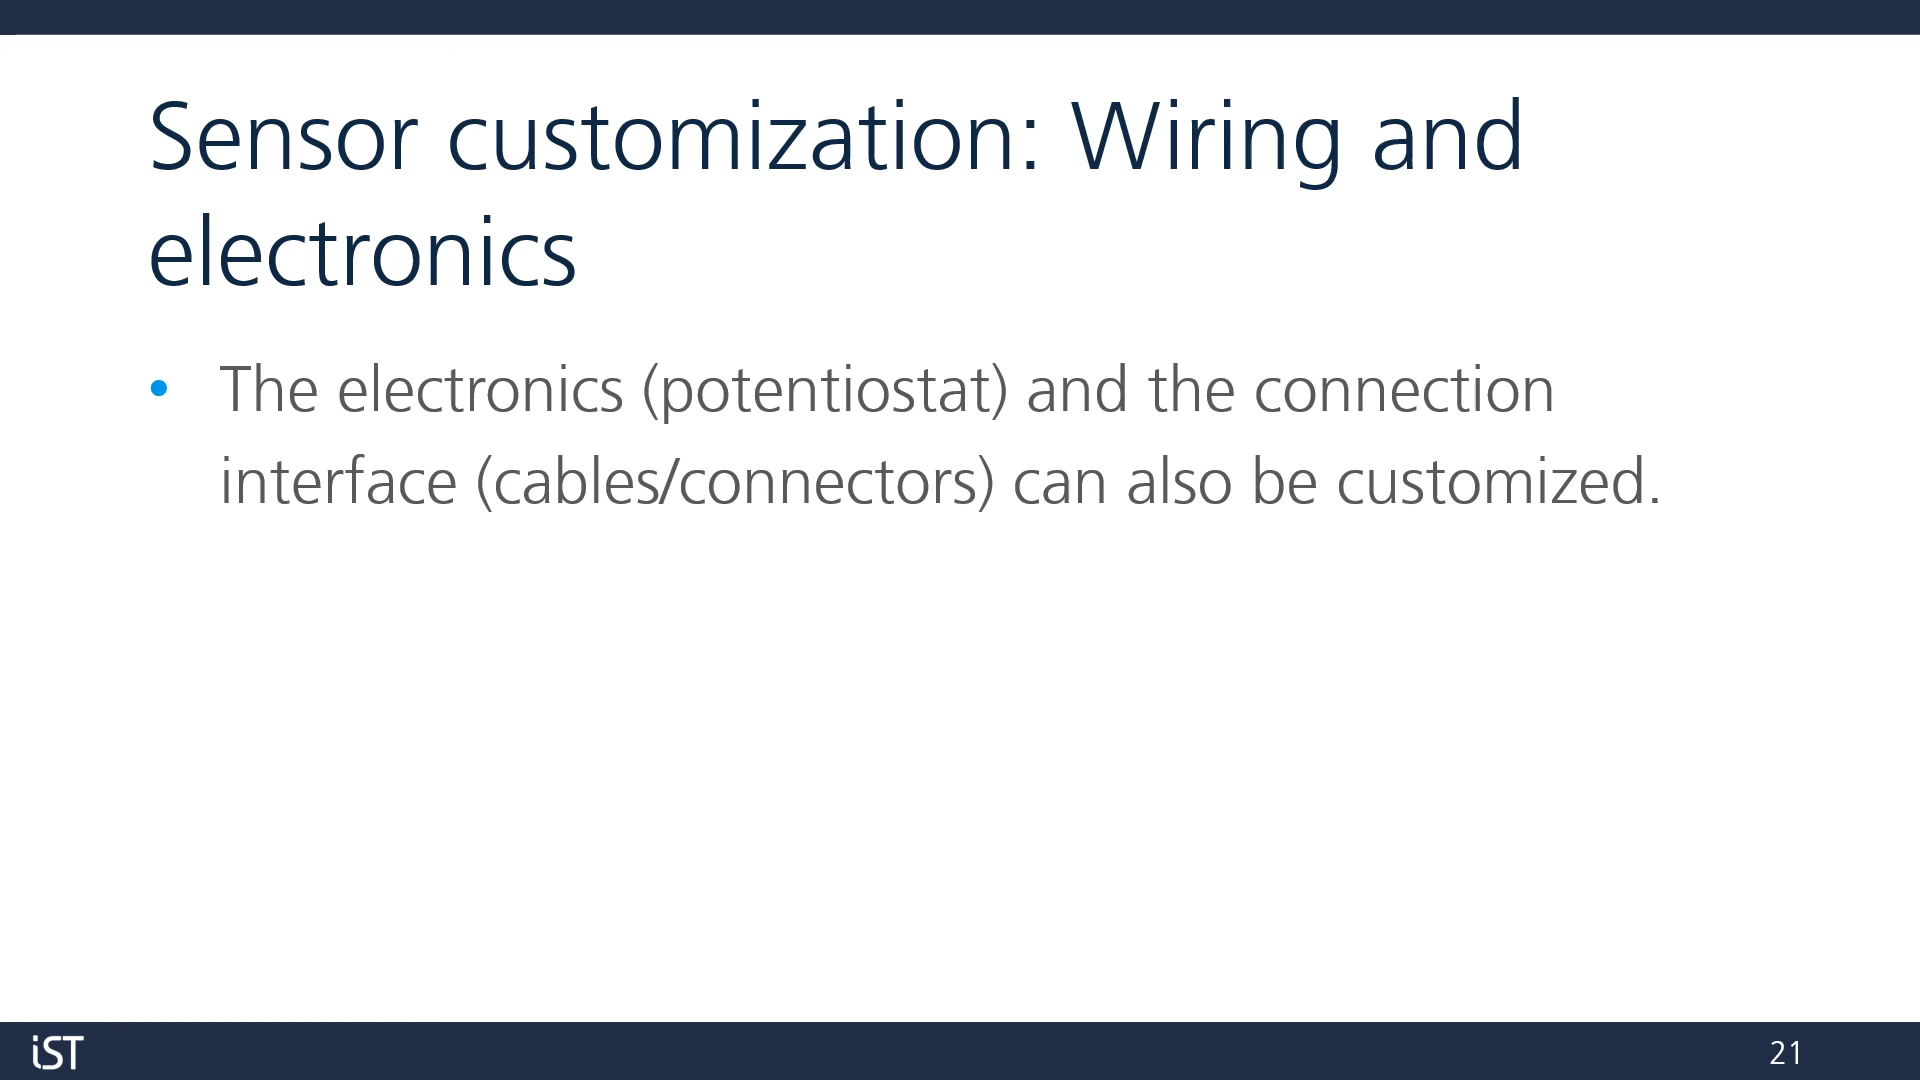 Sensor customization: Wiring and
electronics
• The electronics (potentiostat) and the connection
interface (cables/connectors) can also be customized.
iST
21